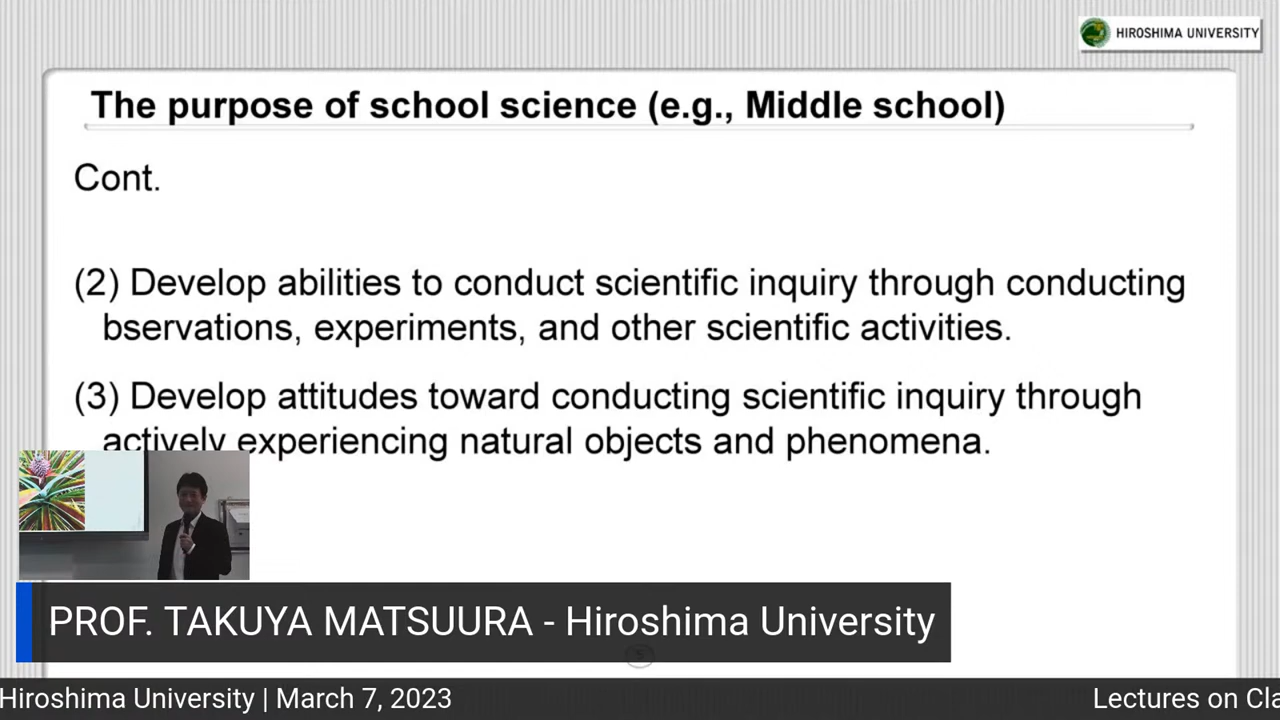 HIROSHIMA UNIVERSITY
The purpose of school science (e.g., Middle school)
Cont.
(2) Develop abilities to conduct scientific inquiry through conducting
bservations, experiments, and other scientific activities.
(3) Develop attitudes toward conducting scientific inquiry through
actively experiencing natural objects and phenomena.
PROF. TAKUYA MATSUURA - Hiroshima University
Hiroshima University | March 7, 2023
Lectures on Cla